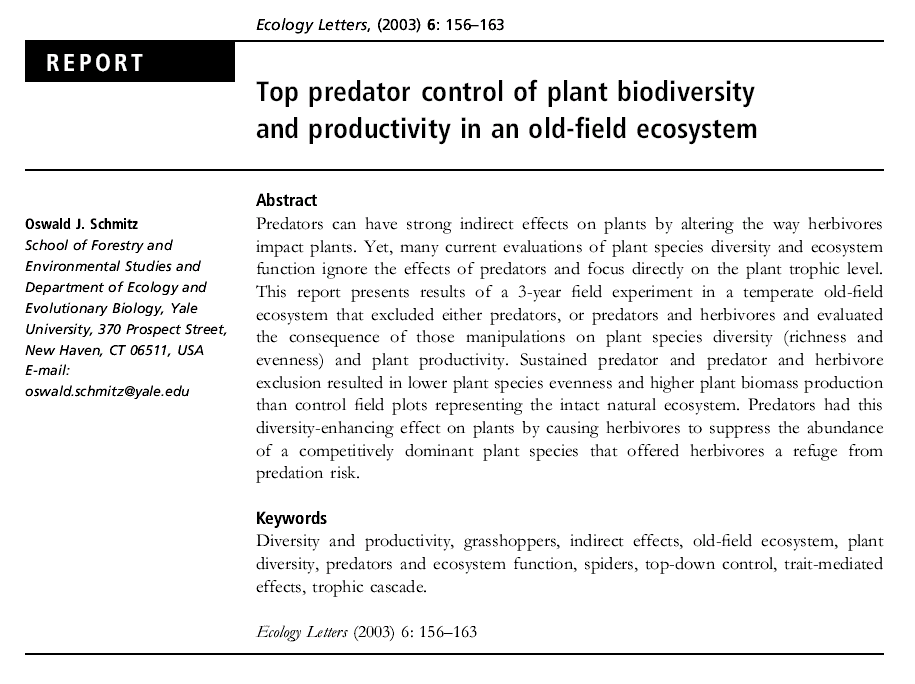 Ecology Letters, (2003) 6: 156–163
REPORT
Top predator control of plant biodiversity
and productivity in an old-field ecosystem
Oswald J. Schmitz
School of Forestry and
Environmental Studies and
Department of Ecology and
Evolutionary Biology, Yale
University, 370 Prospect Street,
New Haven, CT 06511, USA
E-mail:
oswald.schmitz@yale.edu
Abstract
Predators can have strong indirect effects on plants by altering the way herbivores
impact plants. Yet, many current evaluations of plant species diversity and ecosystem
function ignore the effects of predators and focus directly on the plant trophic level.
This report presents results of a 3-year field experiment in a temperate old-field
ecosystem that excluded either predators, or predators and herbivores and evaluated
the consequence of those manipulations on plant species diversity (richness and
evenness) and plant productivity. Sustained predator and predator and herbivore
exclusion resulted in lower plant species evenness and higher plant biomass production
than control field plots representing the intact natural ecosystem. Predators had this
diversity-enhancing effect on plants by causing herbivores to suppress the abundance
of a competitively dominant plant species that offered herbivores a refuge from
predation risk.
Keywords
Diversity and productivity, grasshoppers, indirect effects, old-field ecosystem, plant
diversity, predators and ecosystem function, spiders, top-down control, trait-mediated
effects, trophic cascade.
Ecology Letters (2003) 6: 156–163